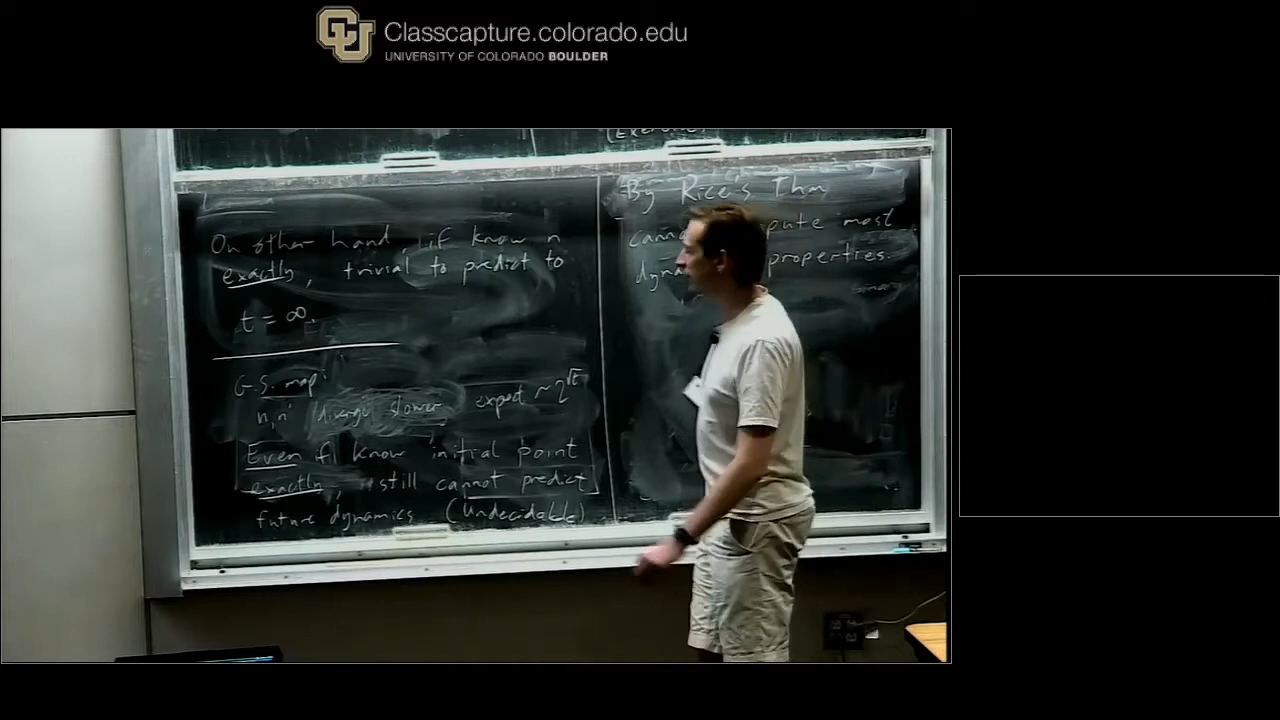 CU
Classcapture.colorado.edu
UNIVERSITY OF COLORADO BOULDER
On other hand, if know n
exactly, trivial to predict to
t = ∞.
G.S. map:
n, n' diverge slower expect ~ 2^√t
Even if know initial point
exactly, still cannot predict
future dynamics (Undecidable)
By Rice's Thm
most
properties.